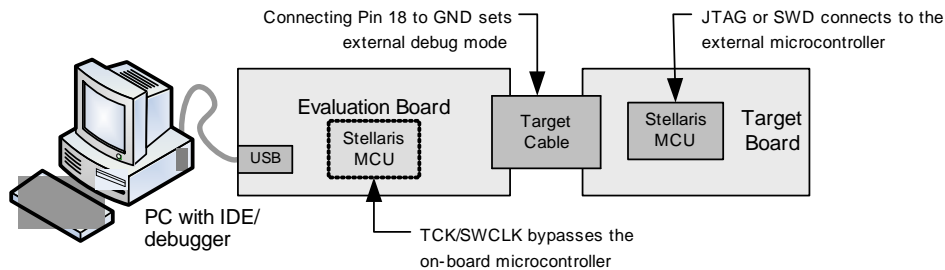 Connecting Pin 18 to GND sets
external debug mode
JTAG or SWD connects to the
external microcontroller
Evaluation Board
Stellaris
MCU
USB
Target
Cable
Stellaris
MCU
Target
Board
PC with IDE/
debugger
TCK/SWCLK bypasses the
on-board microcontroller